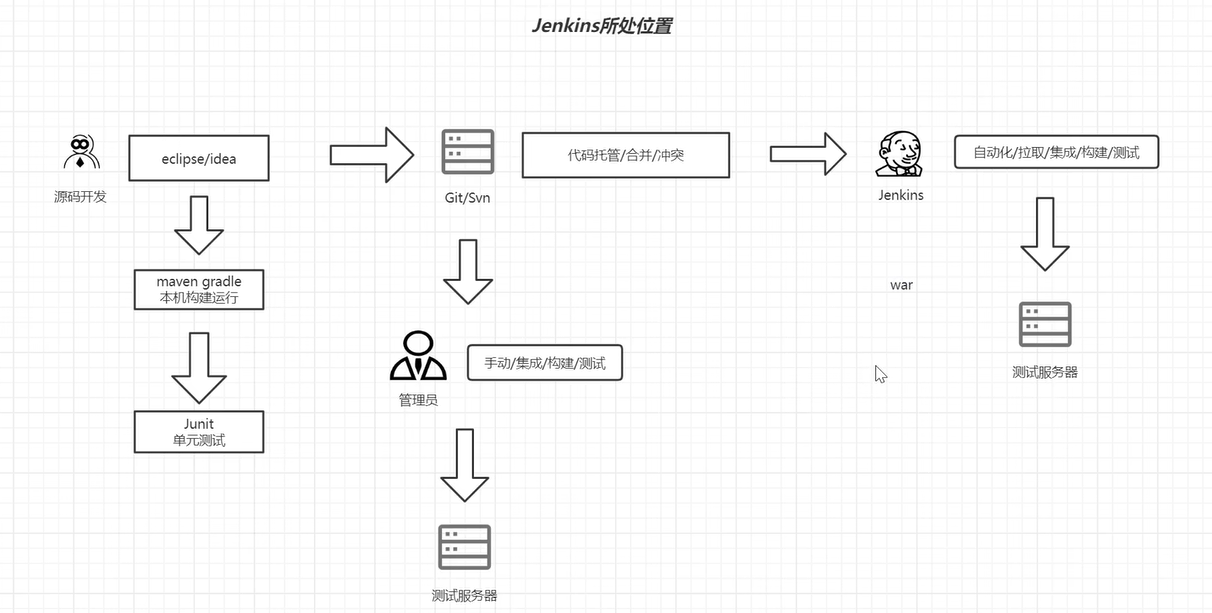 Jenkins所处位置
eclipse/idea
源码开发
maven gradle
本机构建运行
Junit
单元测试
代码托管/合并/冲突
Git/Svn
手动/集成/构建/测试
管理员
测试服务器
自动化/拉取/集成/构建/测试
Jenkins
war
测试服务器